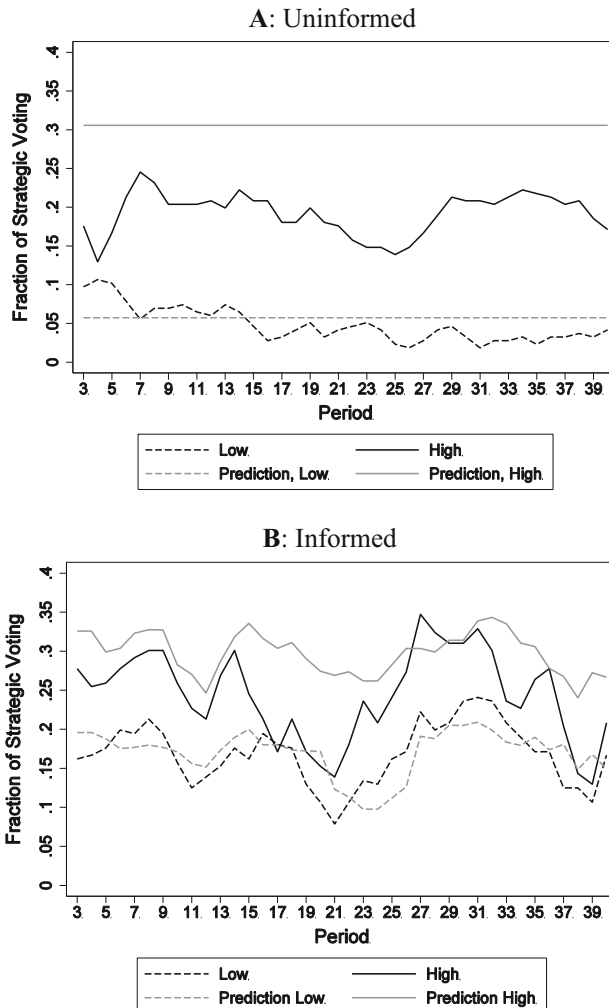 A: Uninformed
Fraction of Strategic Voting
.4
.35
.3
.25
.2
.15
.1
.05
0
3. 5. 7. 9. 11. 13. 15. 17. 19. 21. 23. 25. 27. 29. 31. 33. 35. 37. 39.
Period.
Low. High.
Prediction, Low. Prediction, High.
B: Informed
Fraction of Strategic Voting
.4
.35
.3
.25
.2
.15
.1
.05
0
3. 5. 7. 9. 11. 13. 15. 17. 19. 21. 23. 25. 27. 29. 31. 33. 35. 37. 39.
Period.
Low. High.
Prediction Low. Prediction High.